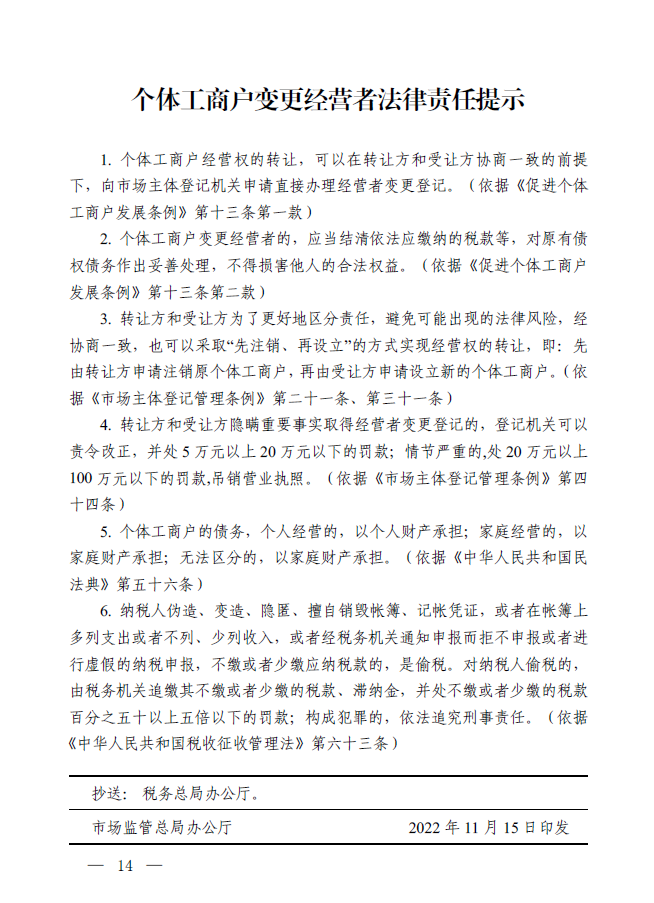 个体工商户变更经营者法律责任提示
1. 个体工商户经营权的转让，可以在转让方和受让方协商一致的前提
下，向市场主体登记机关申请直接办理经营者变更登记。（依据《促进个体
工商户发展条例》第十三条第一款）
2. 个体工商户变更经营者的，应当结清依法应缴纳的税款等，对原有债
权债务作出妥善处理，不得损害他人的合法权益。（依据《促进个体工商户
发展条例》第十三条第二款）
3. 转让方和受让方为了更好地区分责任，避免可能出现的法律风险，经
协商一致，也可以采取“先注销、再设立”的方式实现经营权的转让，即：先
由转让方申请注销原个体工商户，再由受让方申请设立新的个体工商户。（依
据《市场主体登记管理条例》第二十一条、第三十一条）
4. 转让方和受让方隐瞒重要事实取得经营者变更登记的，登记机关可以
责令改正，并处 5 万元以上 20 万元以下的罚款；情节严重的,处 20 万元以上
100 万元以下的罚款,吊销营业执照。（依据《市场主体登记管理条例》第四
十四条）
5. 个体工商户的债务，个人经营的，以个人财产承担；家庭经营的，以
家庭财产承担；无法区分的，以家庭财产承担。（依据《中华人民共和国民
法典》第五十六条）
6. 纳税人伪造、变造、隐匿、擅自销毁帐簿、记帐凭证，或者在帐簿上
多列支出或者不列、少列收入，或者经税务机关通知申报而拒不申报或者进
行虚假的纳税申报，不缴或者少缴应纳税款的，是偷税。对纳税人偷税的，
由税务机关追缴其不缴或者少缴的税款、滞纳金，并处不缴或者少缴的税款
百分之五十以上五倍以下的罚款；构成犯罪的，依法追究刑事责任。（依据
《中华人民共和国税收征收管理法》第六十三条）
抄送： 税务总局办公厅。
市场监管总局办公厅 2022 年 11 月 15 日印发
— 14 —